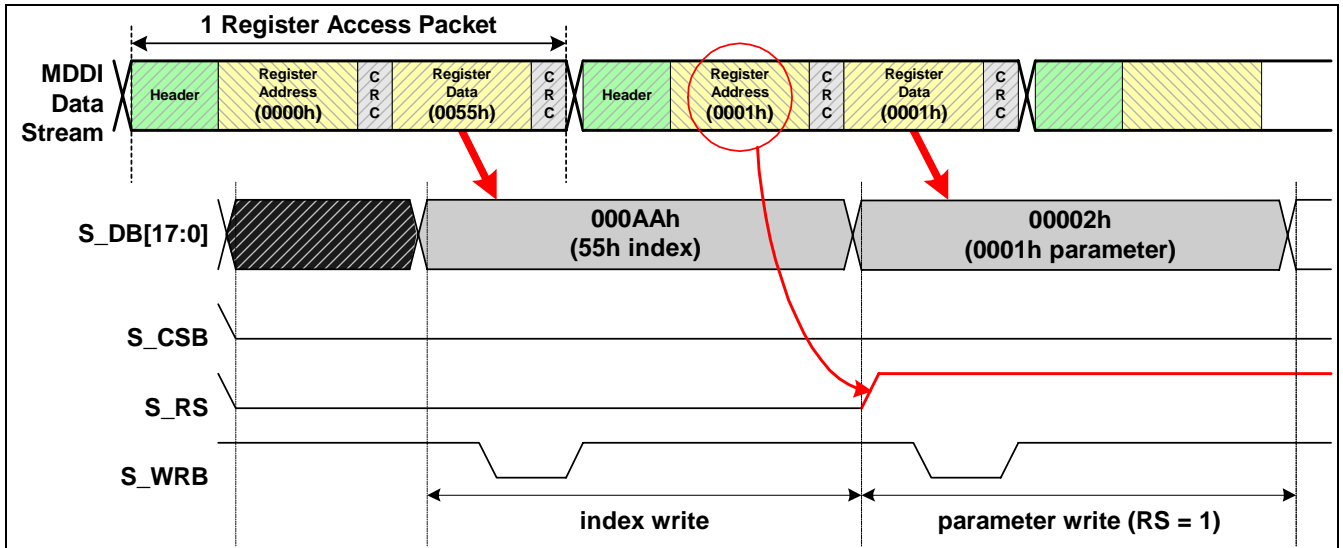 1 Register Access Packet
MDDI
Data
Stream
Header
Register
Address
(0000h)
C
R
C
Register
Data
(0055h)
C
R
C
Header
Register
Address
(0001h)
C
R
C
Register
Data
(0001h)
C
R
C
S_DB[17:0]
000AAh
(55h index)
00002h
(0001h parameter)
S_CSB
S_RS
S_WRB
index write
parameter write (RS = 1)